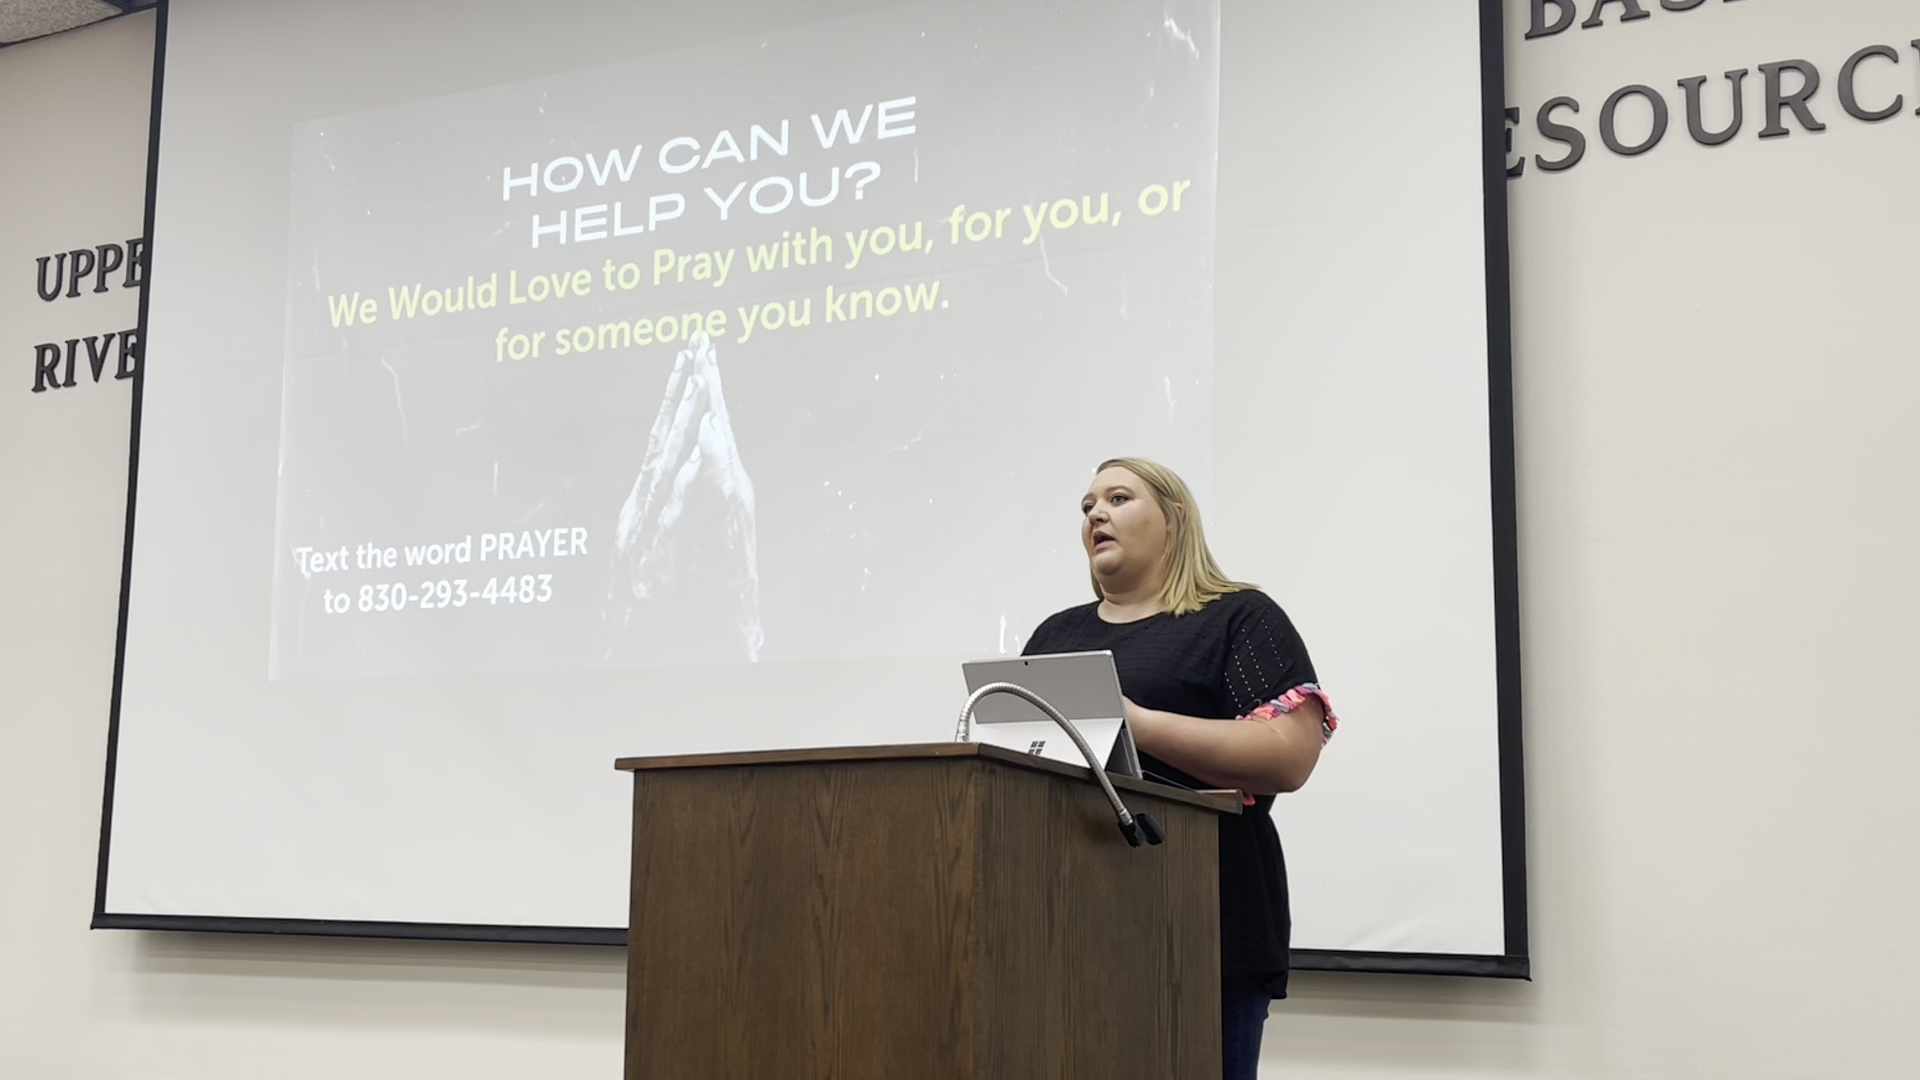 HOW CAN WE
HELP YOU?
We Would Love to Pray with you, for you, or
for someone you know.
Text the word PRAYER
to 830-293-4483
UPPE
RIVE
BAS
ESOURC